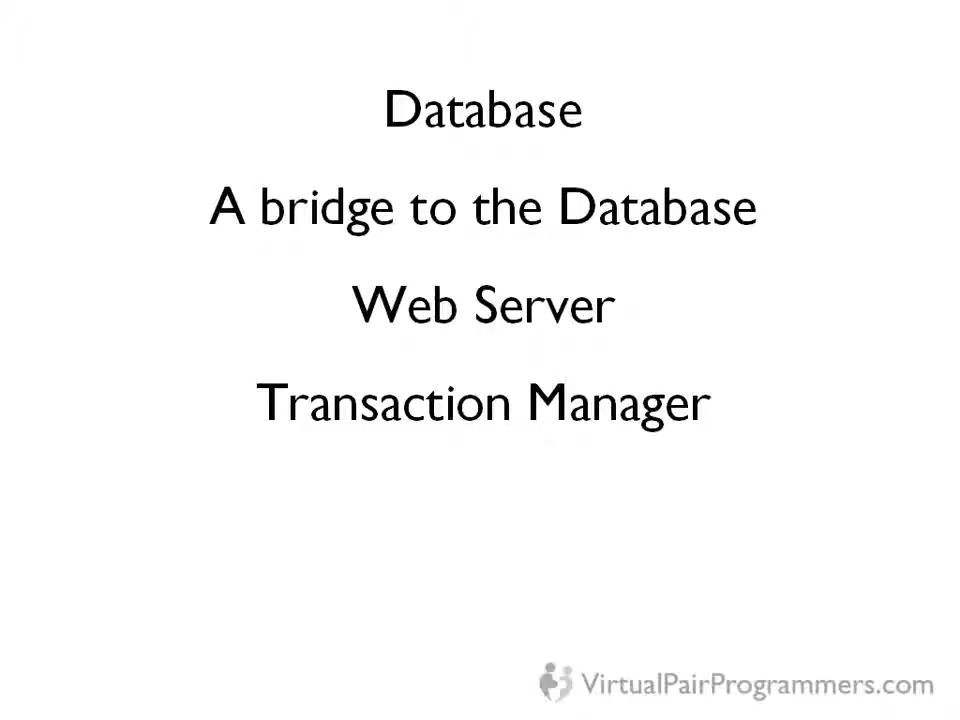 Database
A bridge to the Database
Web Server
Transaction Manager
VirtualPairProgrammers.com